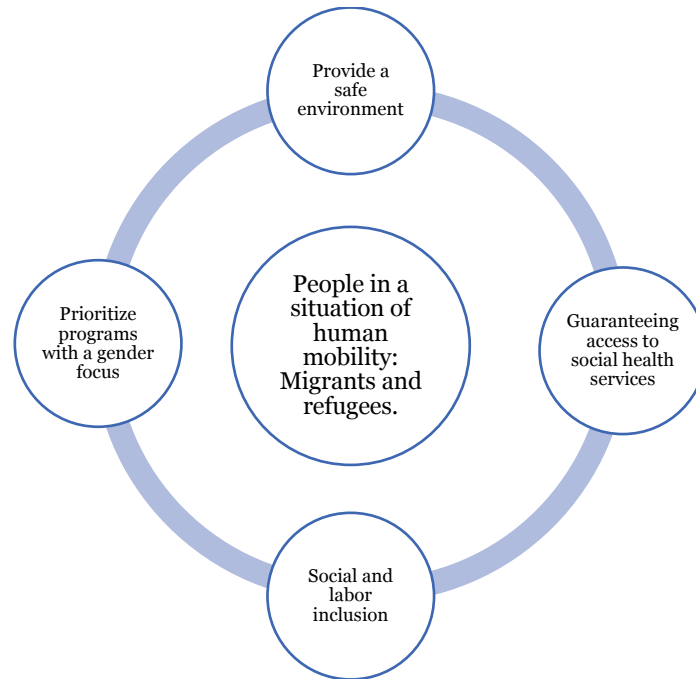 Provide a
safe
environment
Prioritize
programs
with a gender
focus
People in a
situation of
human
mobility:
Migrants and
refugees.
Guaranteeing
access to
social health
services
Social and
labor
inclusion